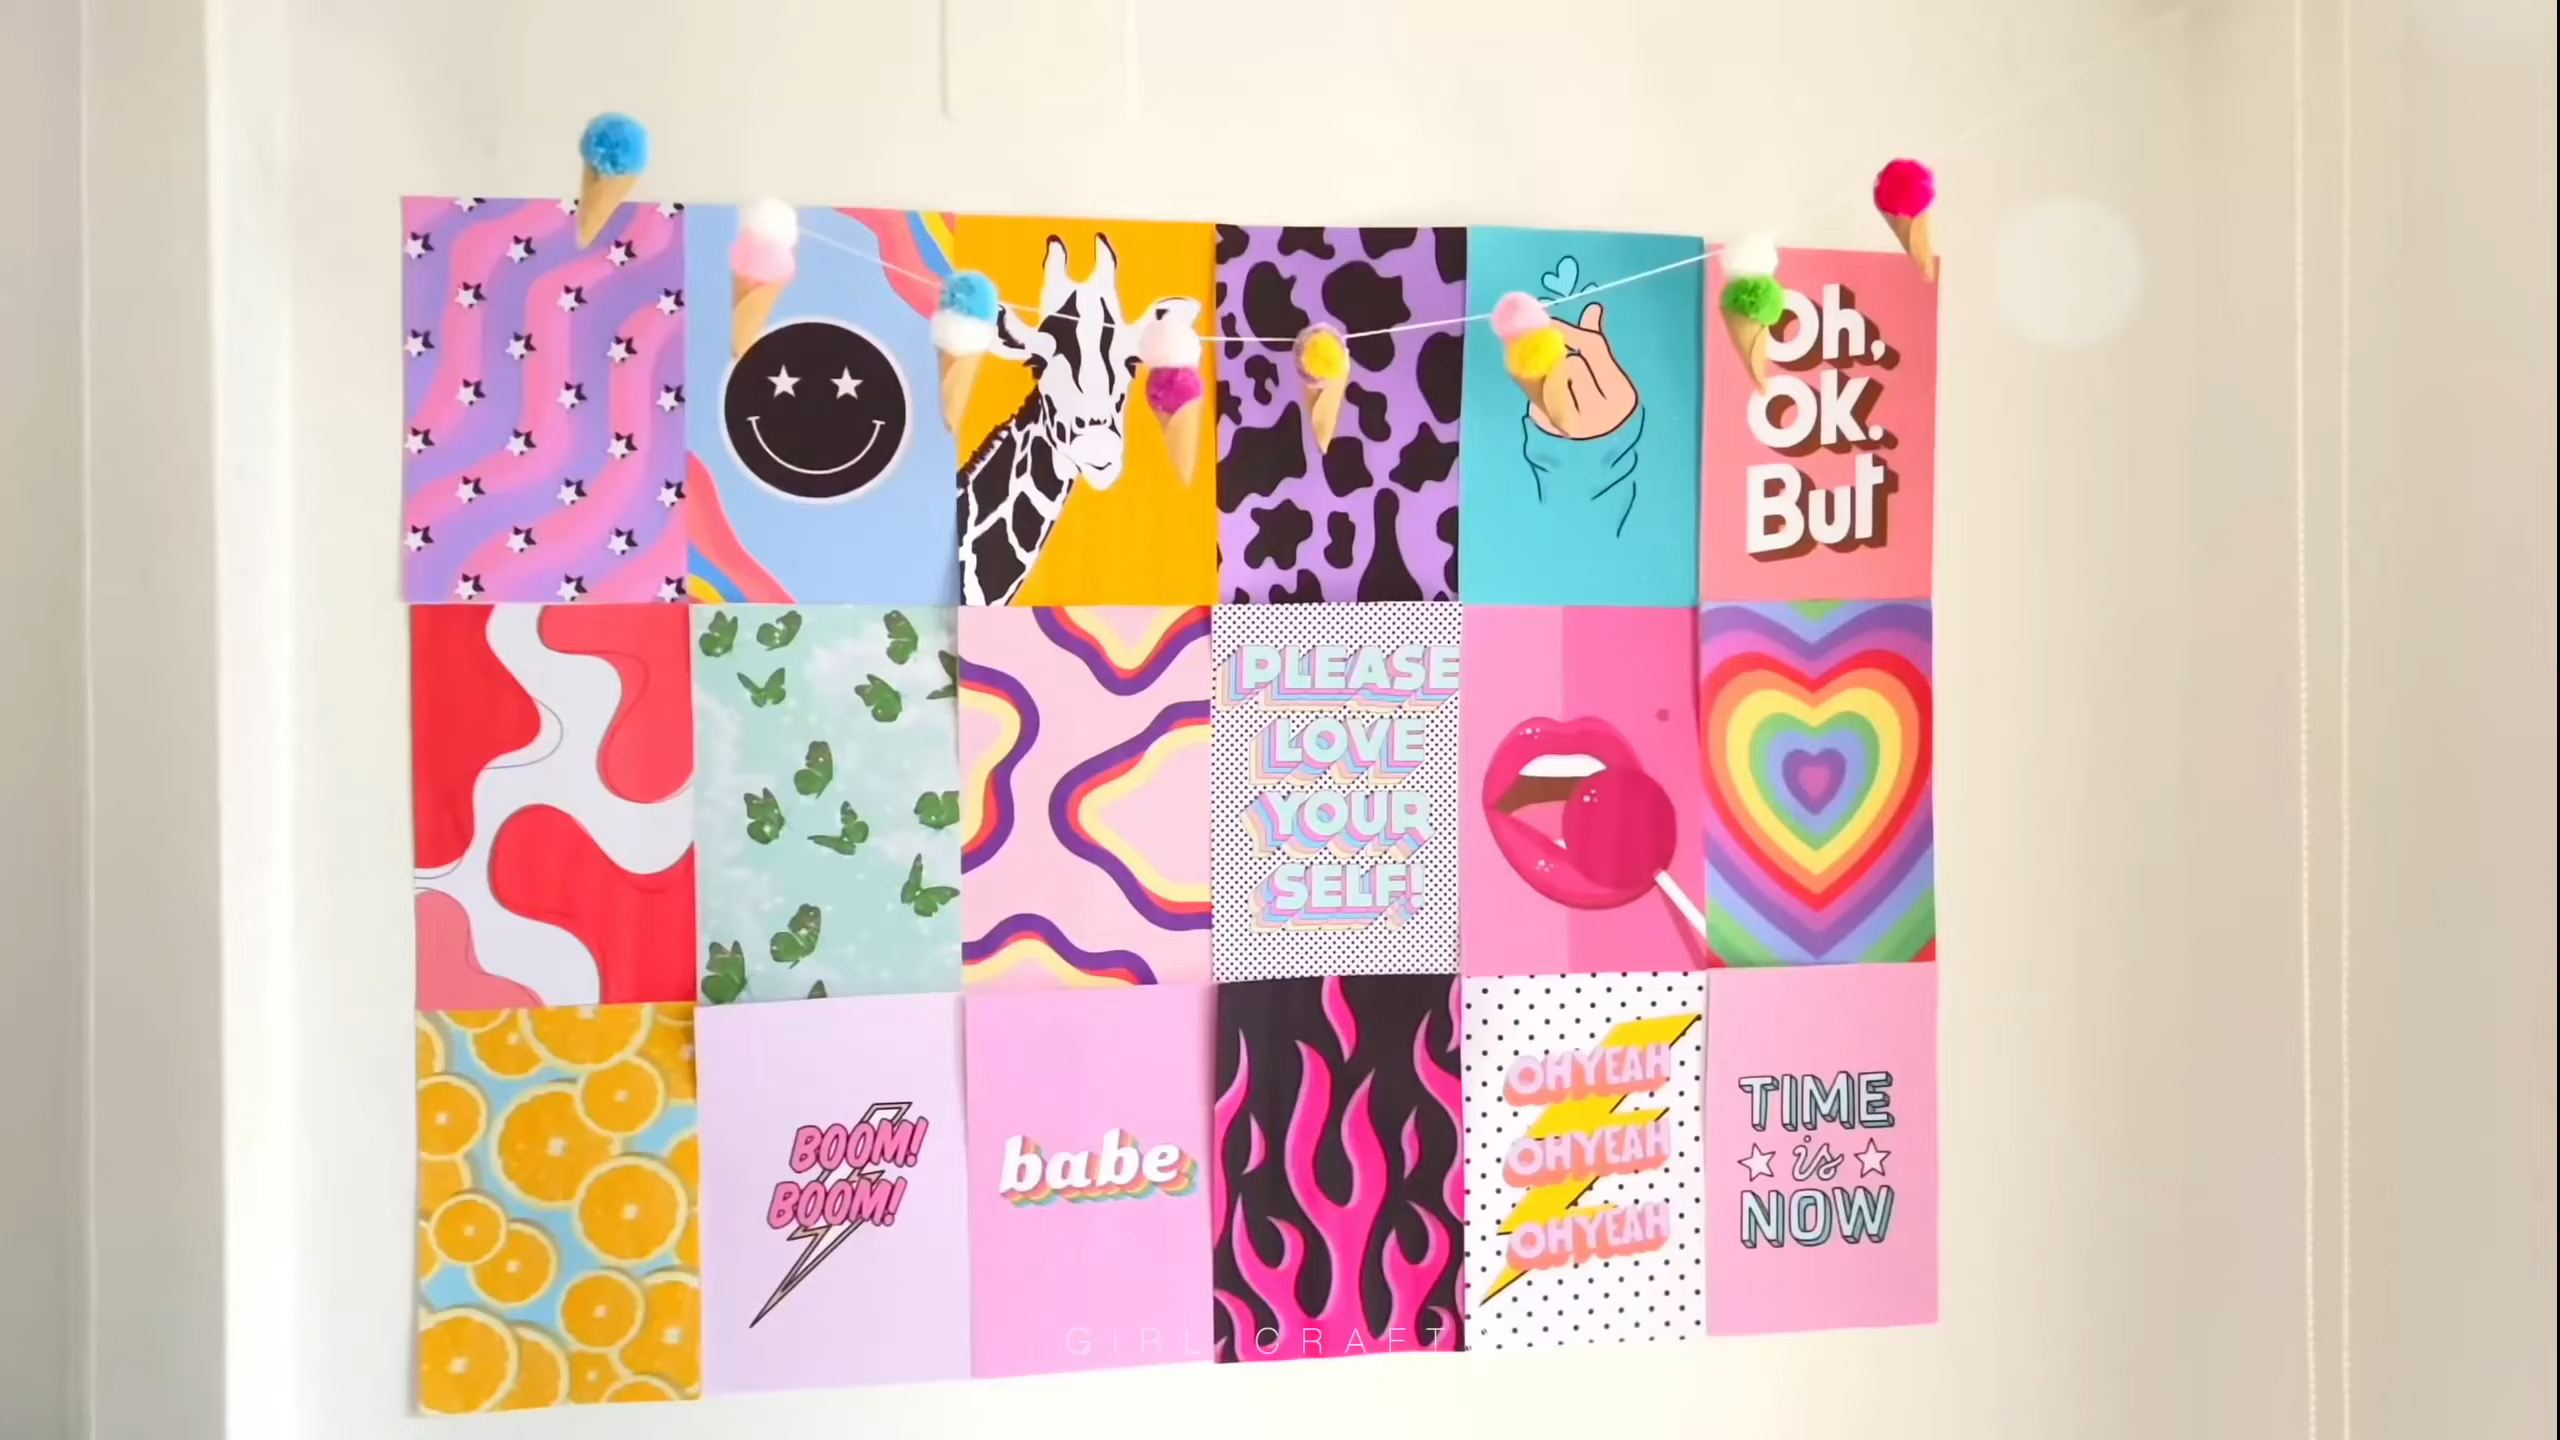 Oh,
Ok.
But
PLEASE
LOVE
YOUR
SELF!
BOOM!
BOOM!
babe
OHYEAH
OHYEAH
OHYEAH
TIME
is
NOW
GIRL CRAFT